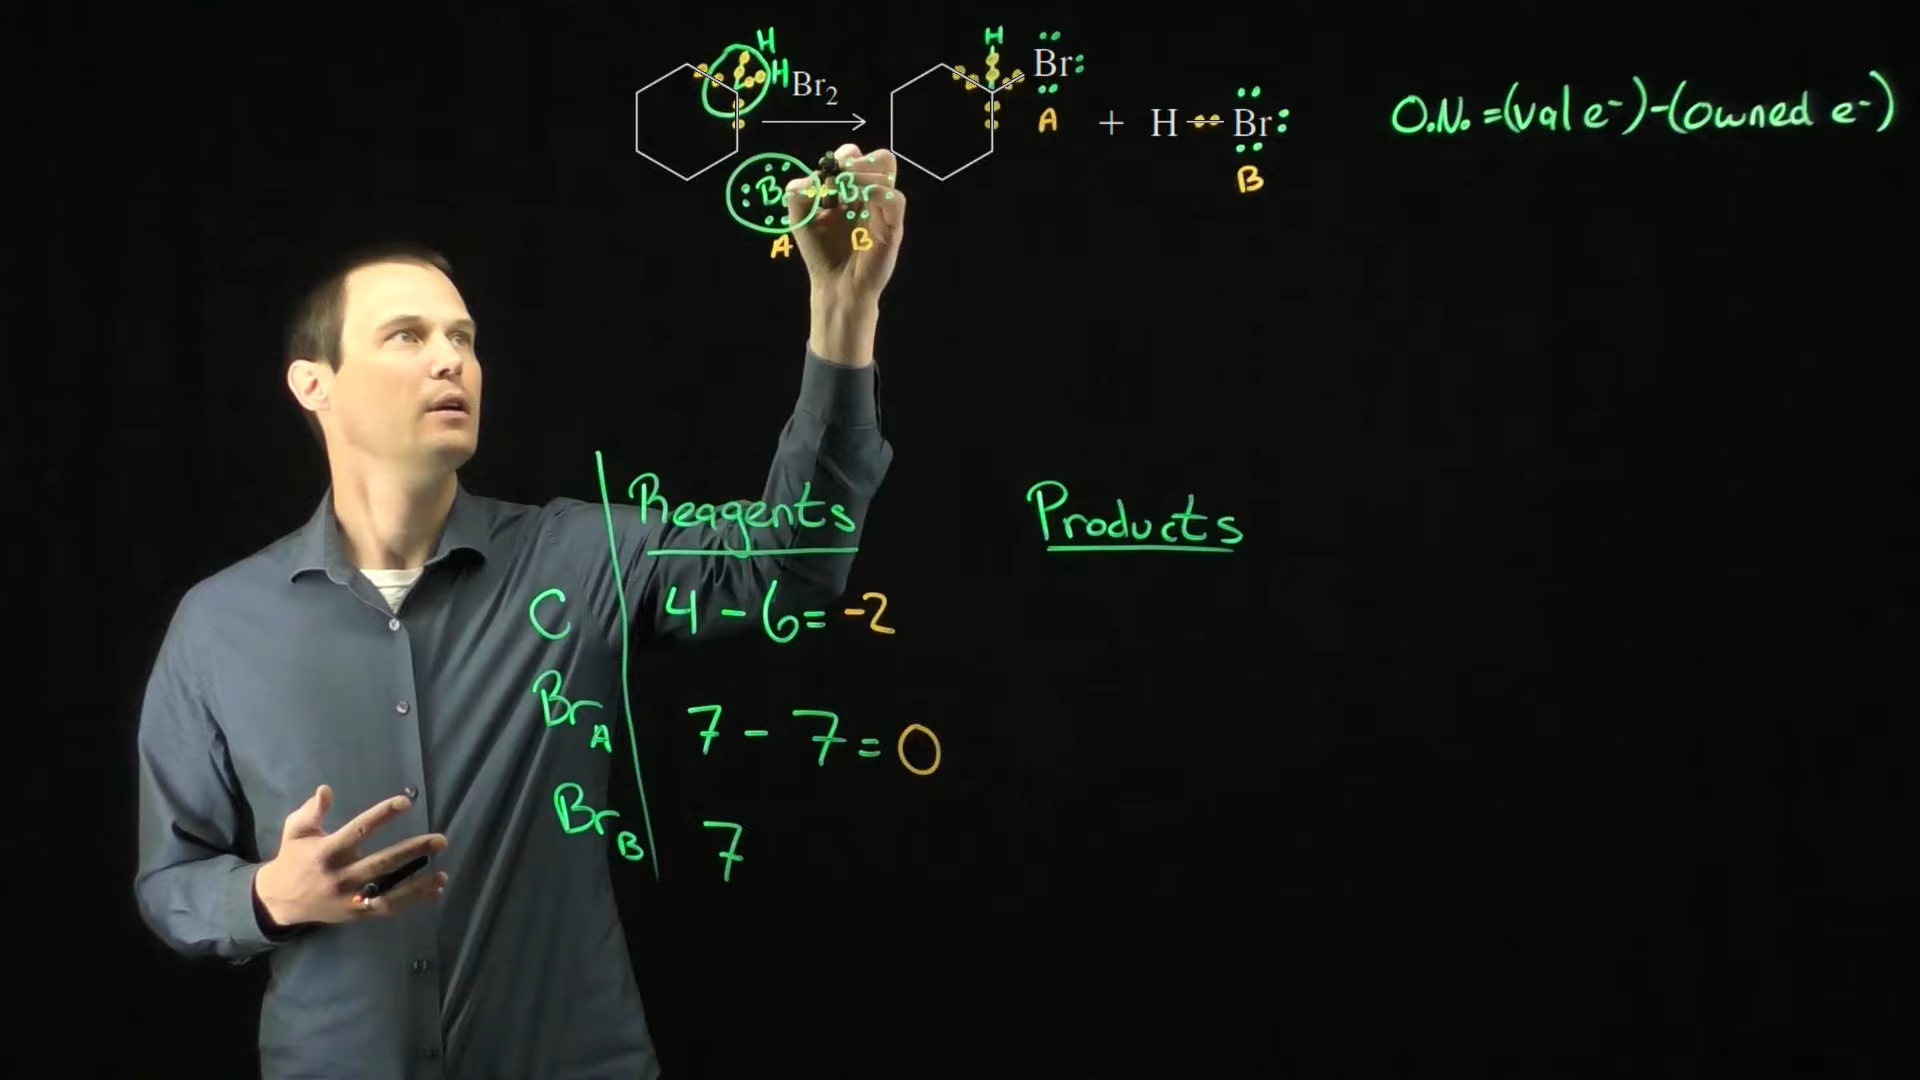 H
H
Br2
H
Br
A
+ H Br
B
O.N. = (val e-) - (owned e-)
Br Br
A B
Reagents
Products
C 4 - 6 = -2
BrA 7 - 7 = 0
BrB 7